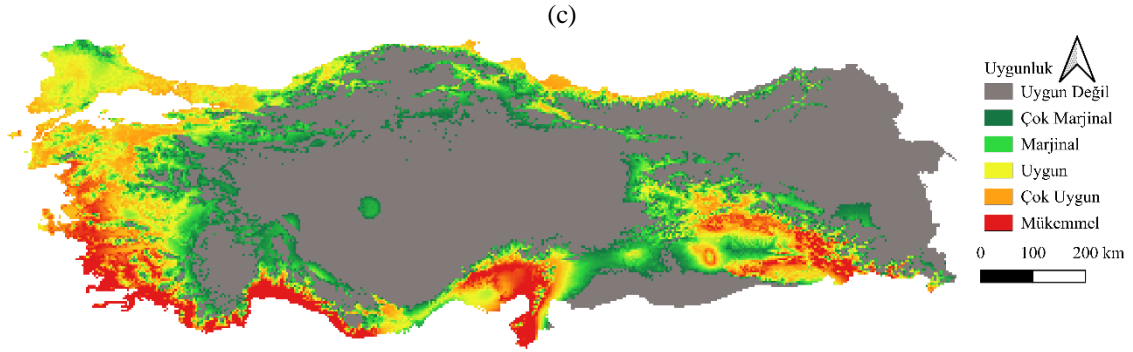 (c)
Uygunluk
Uygun Değil
Çok Marjinal
Marjinal
Uygun
Çok Uygun
Mükemmel
0 100 200 km